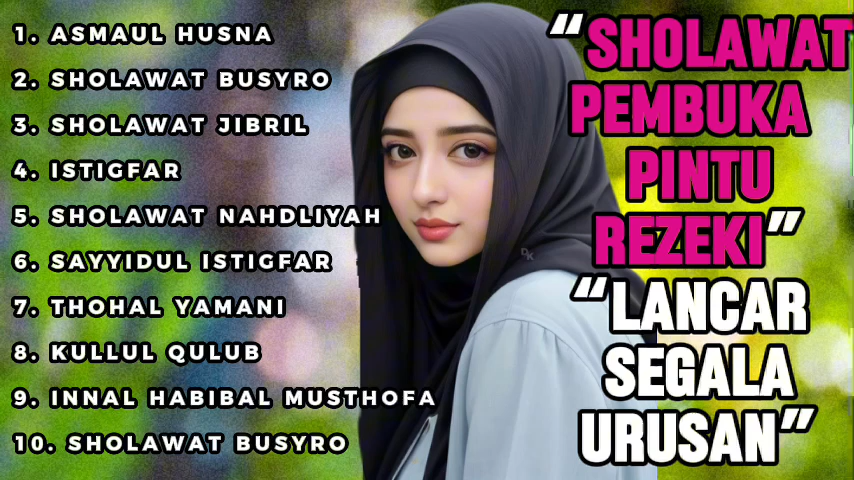 1. ASMAUL HUSNA
2. SHOLAWAT BUSYRO
3. SHOLAWAT JIBRIL
4. ISTIGFAR
5. SHOLAWAT NAHDLIYAH
6. SAYYIDUL ISTIGFAR
7. THOHAL YAMANI
8. KULLUL QULUB
9. INNAL HABIBAL MUSTHOFA
10. SHOLAWAT BUSYRO
“SHOLAWAT
PEMBUKA
PINTU
REZEKI”
“LANCAR
SEGALA
URUSAN”